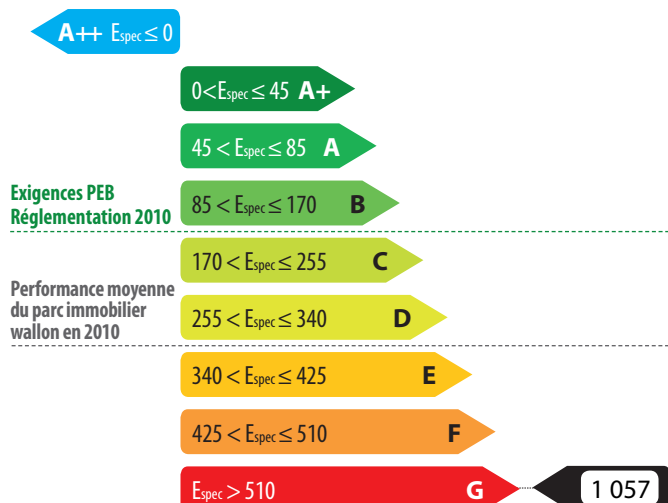 A++ Espec ≤ 0
0<Espec ≤ 45 A+
45 < Espec ≤ 85 A
Exigences PEB
Réglementation 2010
85 < Espec ≤ 170 B
170 < Espec ≤ 255 C
Performance moyenne
du parc immobilier
wallon en 2010
255 < Espec ≤ 340 D
340 < Espec ≤ 425 E
425 < Espec ≤ 510 F
Espec > 510 G 1 057